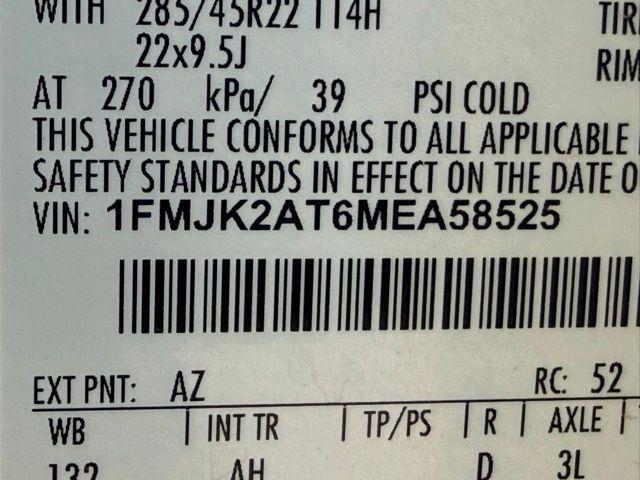 WITH 285/45R22 114H TIR
22x9.5J RIM
AT 270 kPa/ 39 PSI COLD
THIS VEHICLE CONFORMS TO ALL APPLICABLE
SAFETY STANDARDS IN EFFECT ON THE DATE O
VIN: 1FMJK2AT6MEA58525
EXT PNT: AZ RC: 52
WB | INT TR | TP/PS | R | AXLE |
132 AH D 3L